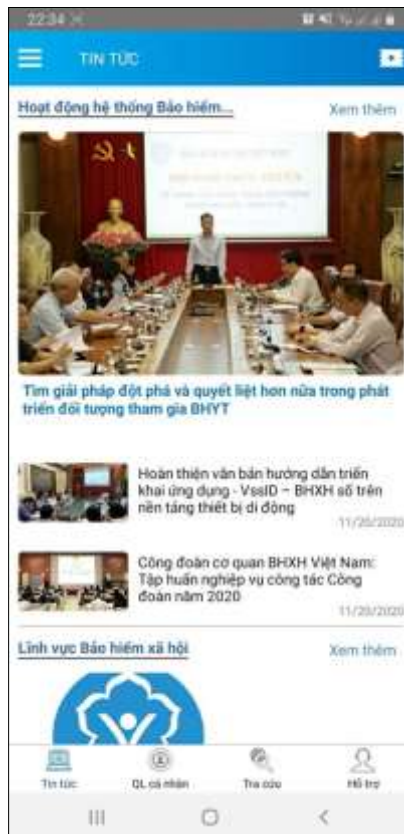 22:34
TIN TỨC
Hoạt động hệ thống Bảo hiểm...
Xem thêm
Tìm giải pháp đột phá và quyết liệt hơn nữa trong phát
triển đối tượng tham gia BHYT
Hoàn thiện văn bản hướng dẫn triển
khai ứng dụng - VssID – BHXH số trên
nền tảng thiết bị di động
11/20/2020
Công đoàn cơ quan BHXH Việt Nam:
Tập huấn nghiệp vụ công tác Công
đoàn năm 2020
11/20/2020
Lĩnh vực Bảo hiểm xã hội
Xem thêm
Tin tức
QL cá nhân
Tra cứu
Hỗ trợ